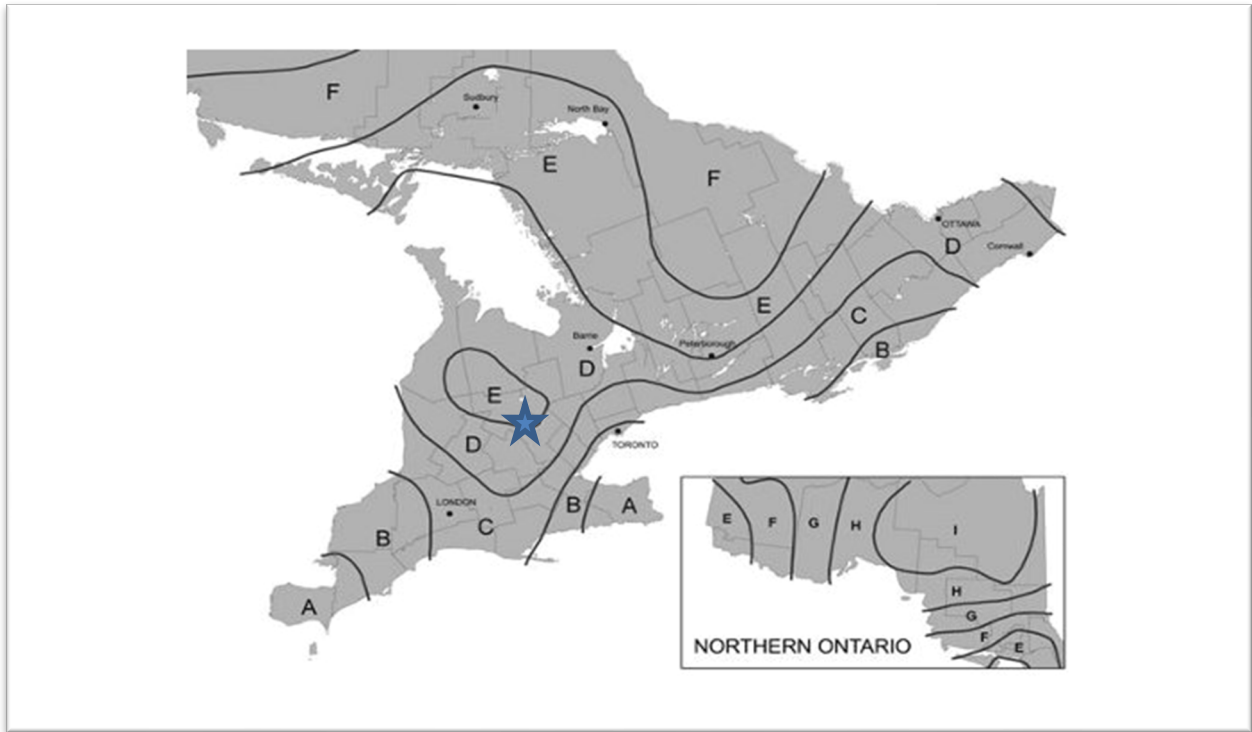 F
Sudbury
North Bay
E
F
OTTAWA
D
Cornwall
E
C
Barrie
Peterborough
B
D
E
TORONTO
D
LONDON
B
A
C
B
A
E
F
G
H
I
H
G
F
E
NORTHERN ONTARIO